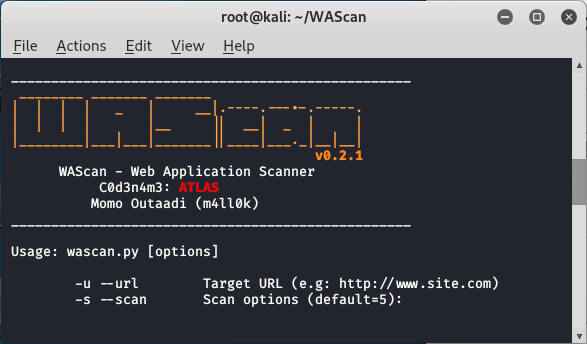 root@kali: ~/WAScan
File Actions Edit View Help
WAScan
v0.2.1
WAScan - Web Application Scanner
C0d3n4m3: ATLAS
Momo Outaadi (m4ll0k)
Usage: wascan.py [options]
-u --url Target URL (e.g: http://www.site.com)
-s --scan Scan options (default=5):